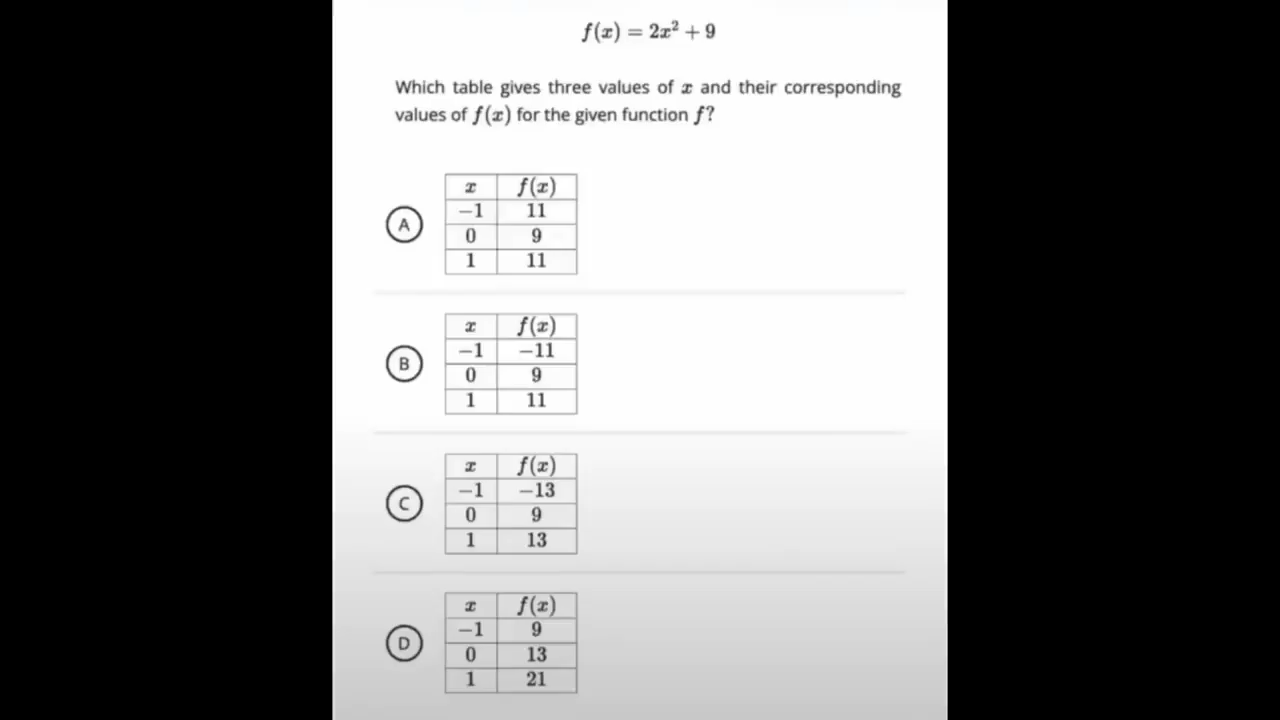 f(x) = 2x² + 9
Which table gives three values of x and their corresponding
values of f(x) for the given function f?
A
x f(x)
−1 11
0 9
1 11
B
x f(x)
−1 −11
0 9
1 11
C
x f(x)
−1 −13
0 9
1 13
D
x f(x)
−1 9
0 13
1 21